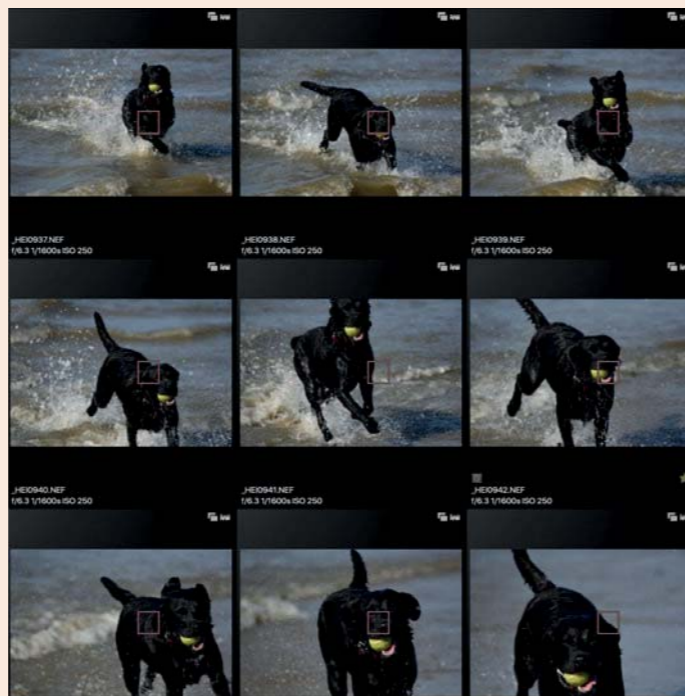 _HEI0937.NEF
f/6.3 1/1600s ISO 250
_HEI0938.NEF
f/6.3 1/1600s ISO 250
_HEI0939.NEF
f/6.3 1/1600s ISO 250
_HEI0940.NEF
f/6.3 1/1600s ISO 250
_HEI0941.NEF
f/6.3 1/1600s ISO 250
_HEI0942.NEF
f/6.3 1/1600s ISO 250